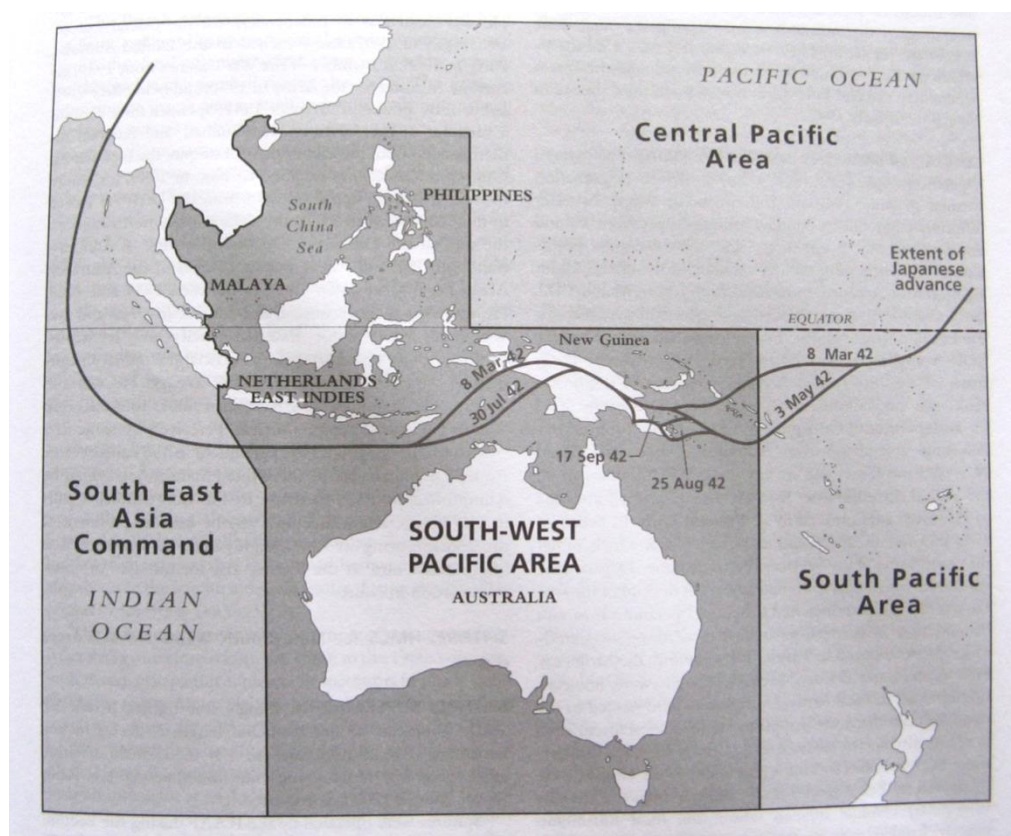 PACIFIC OCEAN
Central Pacific
Area
PHILIPPINES
South
China
Sea
Extent of
Japanese
advance
MALAYA
EQUATOR
New Guinea
8 Mar 42
8 Mar 42
NETHERLANDS
EAST INDIES
30 Jul 42
3 May 42
17 Sep 42
25 Aug 42
South East
Asia
Command
SOUTH-WEST
PACIFIC AREA
AUSTRALIA
South Pacific
Area
INDIAN
OCEAN